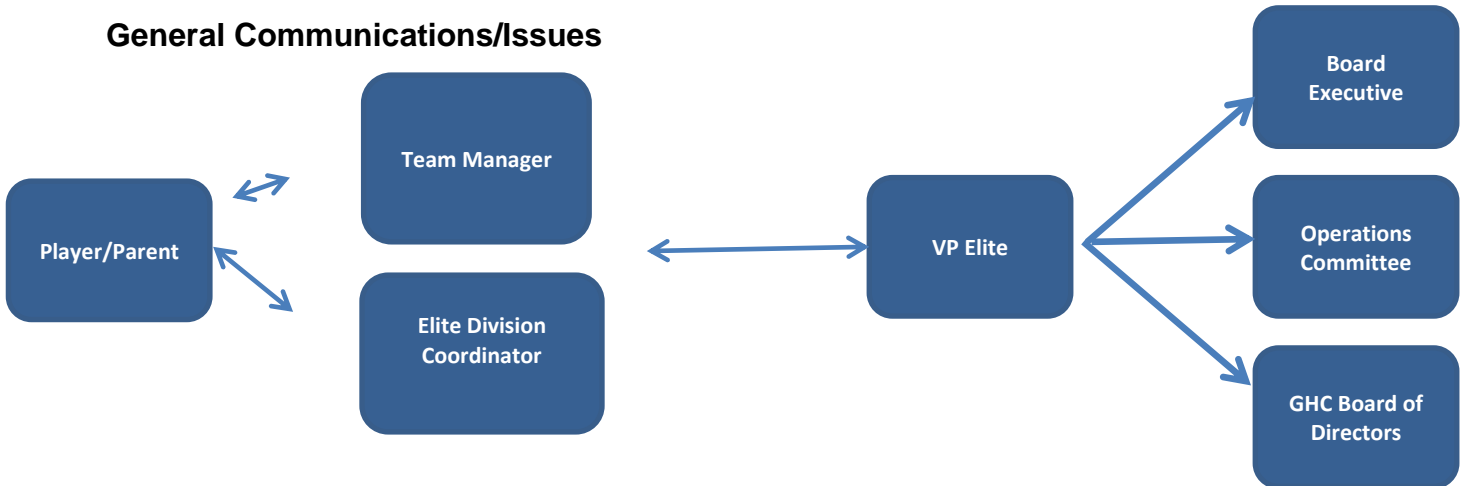 General Communications/Issues
Team Manager
Player/Parent
Elite Division
Coordinator
VP Elite
Board
Executive
Operations
Committee
GHC Board of
Directors